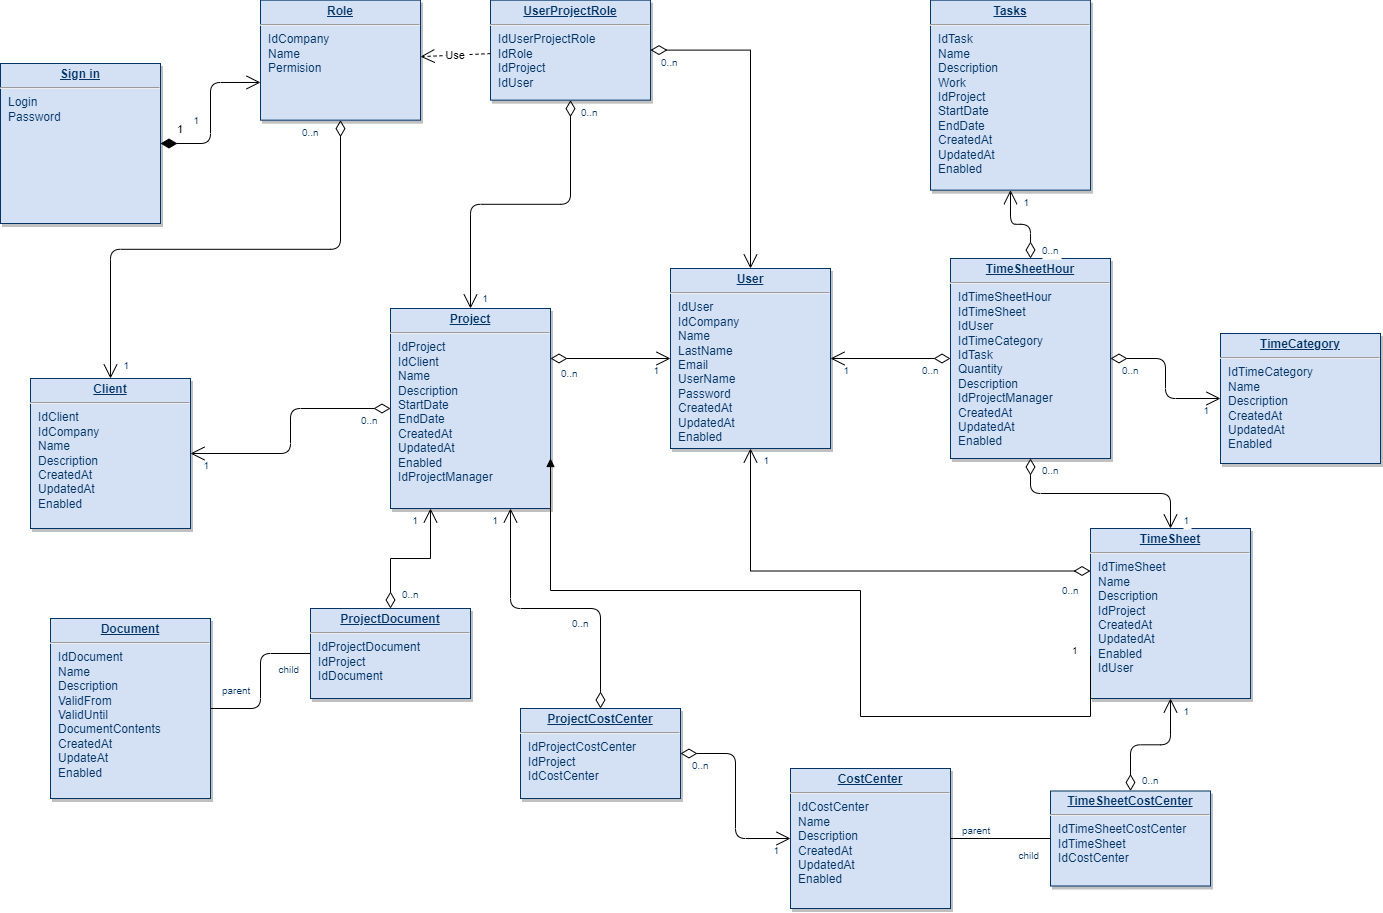 Role
IdCompany
Name
Permision
UserProjectRole
IdUserProjectRole
IdRole
IdProject
IdUser
Tasks
IdTask
Name
Description
Work
IdProject
StartDate
EndDate
CreatedAt
UpdatedAt
Enabled
Use
0..n
0..n
0..n
Sign in
Login
Password
1
1
1
0..n
TimeSheetHour
IdTimeSheetHour
IdTimeSheet
IdUser
IdTimeCategory
IdTask
Quantity
Description
IdProjectManager
CreatedAt
UpdatedAt
Enabled
User
IdUser
IdCompany
Name
LastName
Email
UserName
Password
CreatedAt
UpdatedAt
Enabled
1
Project
IdProject
IdClient
Name
Description
StartDate
EndDate
CreatedAt
UpdatedAt
Enabled
IdProjectManager
TimeCategory
IdTimeCategory
Name
Description
CreatedAt
UpdatedAt
Enabled
1
0..n
1
1
0..n
0..n
1
Client
IdClient
IdCompany
Name
Description
CreatedAt
UpdatedAt
Enabled
0..n
1
1
0..n
1
1
1
TimeSheet
IdTimeSheet
Name
Description
IdProject
CreatedAt
UpdatedAt
Enabled
IdUser
0..n
1
0..n
0..n
ProjectDocument
IdProjectDocument
IdProject
IdDocument
Document
IdDocument
Name
Description
ValidFrom
ValidUntil
DocumentContents
CreatedAt
UpdateAt
Enabled
child
parent
ProjectCostCenter
IdProjectCostCenter
IdProject
IdCostCenter
1
0..n
CostCenter
IdCostCenter
Name
Description
CreatedAt
UpdatedAt
Enabled
0..n
TimeSheetCostCenter
IdTimeSheetCostCenter
IdTimeSheet
IdCostCenter
1
parent
child